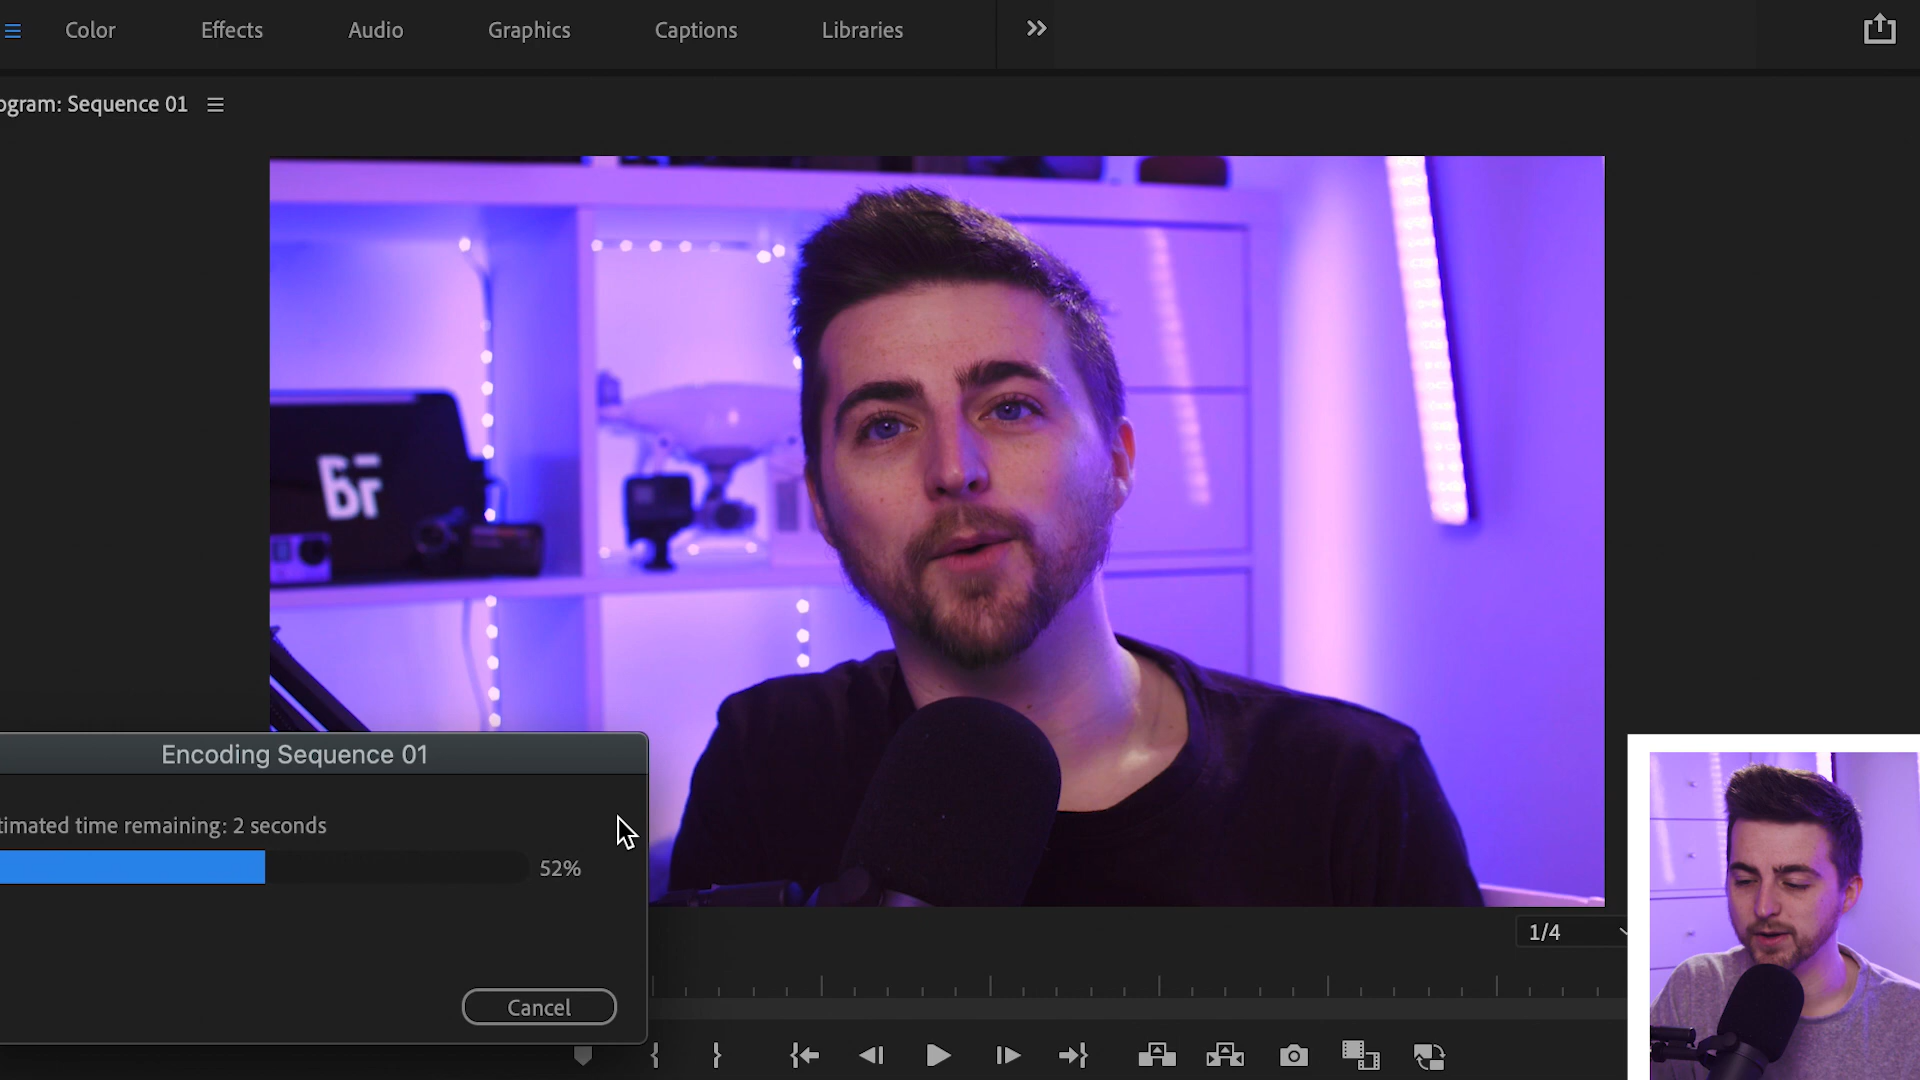 Color Effects Audio Graphics Captions Libraries
ogram: Sequence 01
Encoding Sequence 01
timated time remaining: 2 seconds
52%
1/4
Cancel